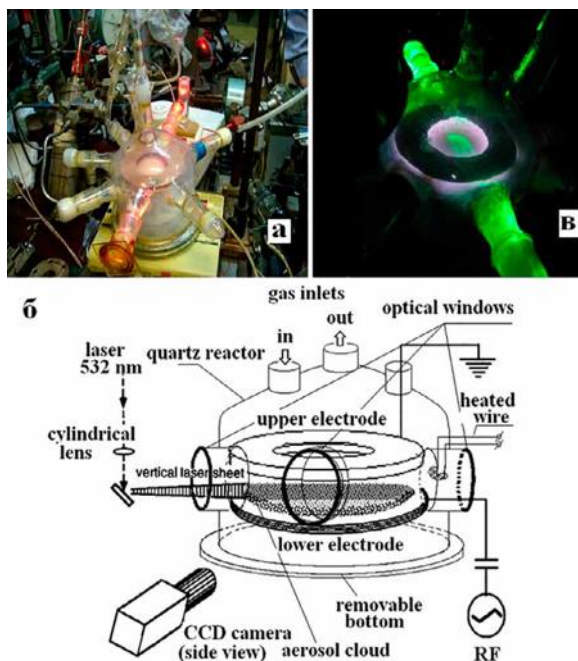 а
в
б
gas inlets
out
in
optical windows
laser
532 nm
quartz reactor
heated
wire
upper electrode
cylindrical
lens
vertical laser sheet
lower electrode
removable
bottom
CCD camera
(side view)
aerosol cloud
RF